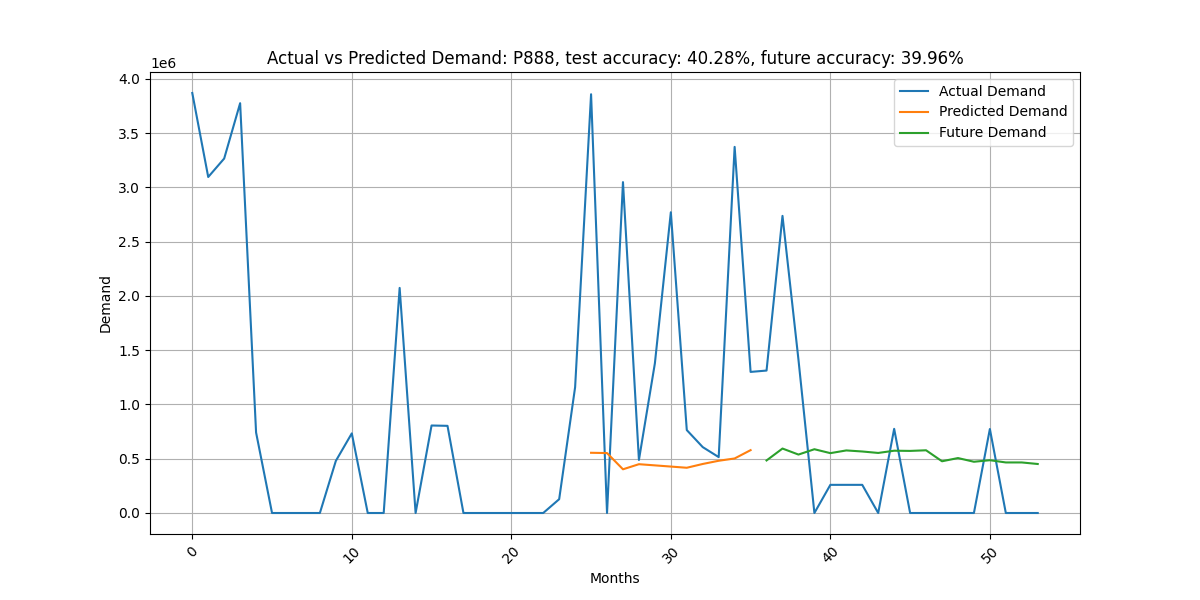 Actual vs Predicted Demand: P888, test accuracy: 40.28%, future accuracy: 39.96%
1e6
4.0
3.5
3.0
2.5
2.0
1.5
1.0
0.5
0.0
Demand
Actual Demand
Predicted Demand
Future Demand
0
10
20
30
40
50
Months